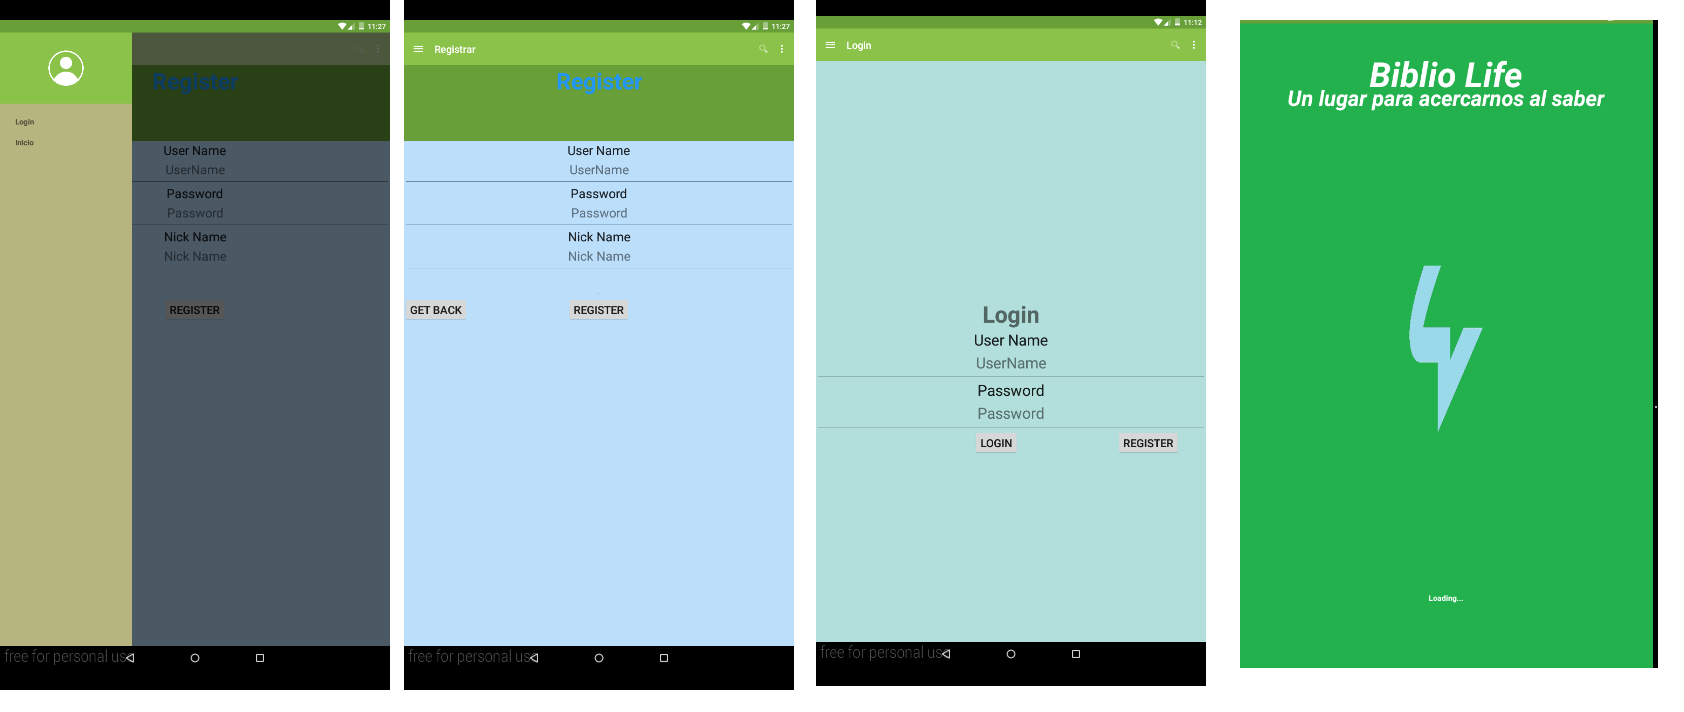 11:27
Register
Login
Inicio
User Name
UserName
Password
Password
Nick Name
Nick Name
REGISTER
free for personal us
11:27
Registrar
Register
User Name
UserName
Password
Password
Nick Name
Nick Name
GET BACK REGISTER
free for personal us
11:12
Login
Login
User Name
UserName
Password
Password
LOGIN REGISTER
free for personal us
Biblio Life
Un lugar para acercarnos al saber
Loading...